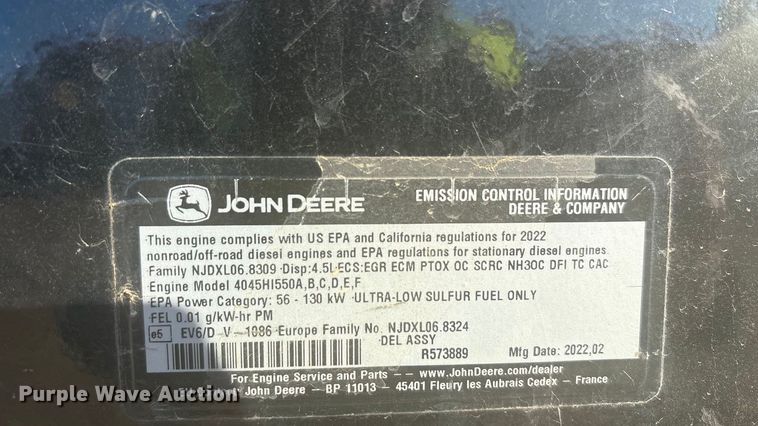 JOHN DEERE
EMISSION CONTROL INFORMATION
DEERE & COMPANY
This engine complies with US EPA and California regulations for 2022
nonroad/off-road diesel engines and EPA regulations for stationary diesel engines.
Family NJDXL06.8309 Disp:4.5L ECS:EGR ECM PTOX OC SCRC NH3OC DFI TC CAC
Engine Model 4045HI550A,B,C,D,E,F
EPA Power Category: 56 - 130 kW ULTRA-LOW SULFUR FUEL ONLY
FEL 0.01 g/kW-hr PM
e5 EV6/D V-1086 Europe Family No. NJDXL06.8324
DEL ASSY
R573889 Mfg Date: 2022,02
For Engine Service and Parts -- www.JohnDeere.com/dealer
John Deere - BP 11013 - 45401 Fleury les Aubrais Cedex - France
Purple Wave Auction